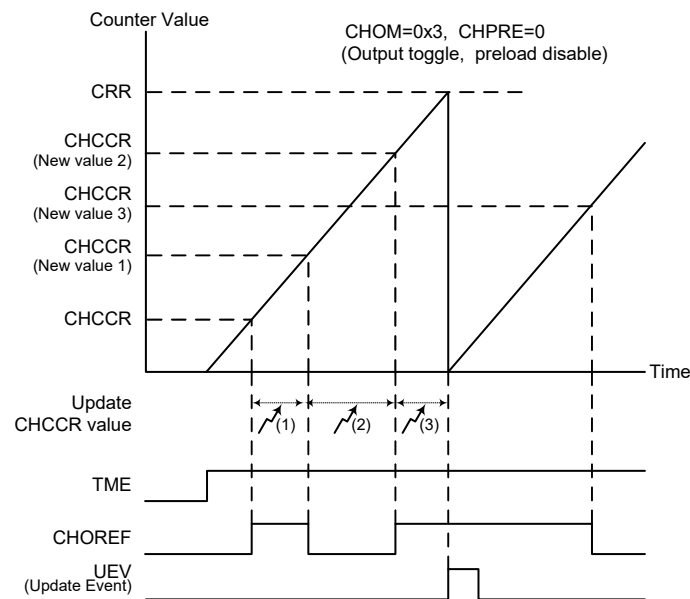 Counter Value
CHOM=0x3, CHPRE=0
(Output toggle, preload disable)
CRR
CHCCR
(New value 2)
CHCCR
(New value 3)
CHCCR
(New value 1)
CHCCR
Time
Update
CHCCR value
(1)
(2)
(3)
TME
CHOREF
UEV
(Update Event)